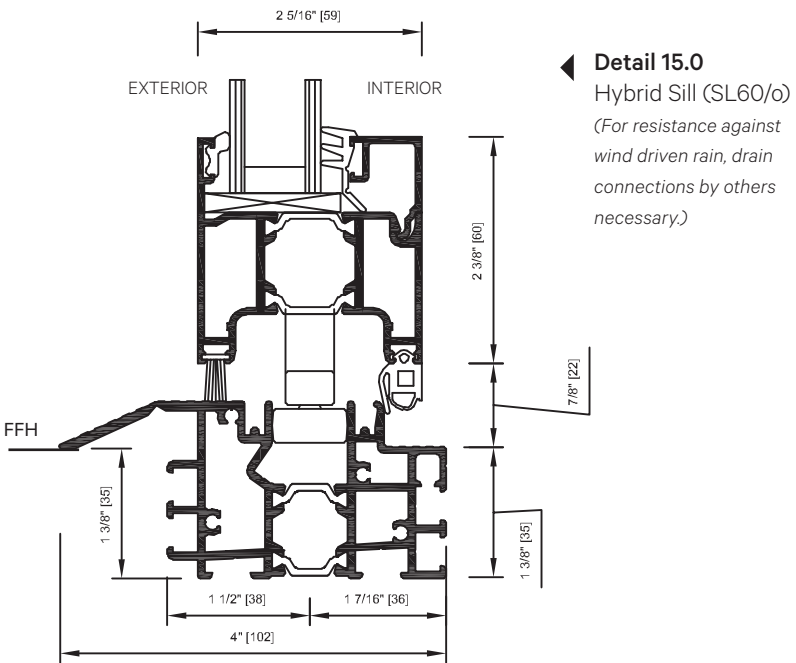 2 5/16" [59]
EXTERIOR
INTERIOR
Detail 15.0
Hybrid Sill (SL60/o)
(For resistance against
wind driven rain, drain
connections by others
necessary.)
2 3/8" [60]
7/8" [22]
FFH
1 3/8" [35]
1 3/8" [35]
1 1/2" [38]
1 7/16" [36]
4" [102]